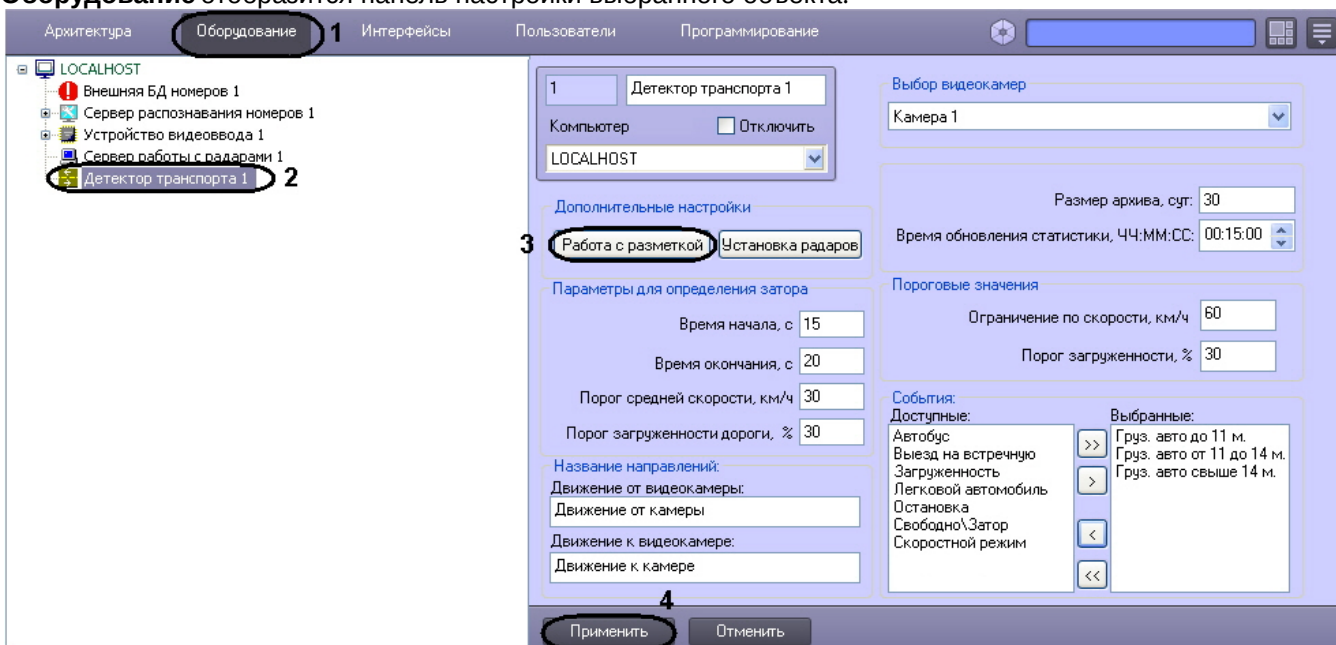 Оборудование отобразится панель настройки выбранного объекта.
Архитектура Оборудование 1 Интерфейсы Пользователи Программирование
LOCALHOST
Внешняя БД номеров 1
Сервер распознавания номеров 1
Устройство видеоввода 1
Сервер работы с радарами 1
Детектор транспорта 1 2
1 Детектор транспорта 1
Компьютер Отключить
LOCALHOST
Дополнительные настройки
3 Работа с разметкой Установка радаров
Параметры для определения затора
Время начала, с 15
Время окончания, с 20
Порог средней скорости, км/ч 30
Порог загруженности дороги, % 30
Название направлений:
Движение от видеокамеры:
Движение от камеры
Движение к видеокамере:
Движение к камере
Выбор видеокамер
Камера 1
Размер архива, сут: 30
Время обновления статистики, ЧЧ:ММ:СС: 00:15:00
Пороговые значения
Ограничение по скорости, км/ч 60
Порог загруженности, % 30
События:
Доступные:
Автобус
Выезд на встречную
Загруженность
Легковой автомобиль
Остановка
Свободно\Затор
Скоростной режим
>>
>
<
<<
Выбранные:
Груз. авто до 11 м.
Груз. авто от 11 до 14 м.
Груз. авто свыше 14 м.
4
Применить Отменить